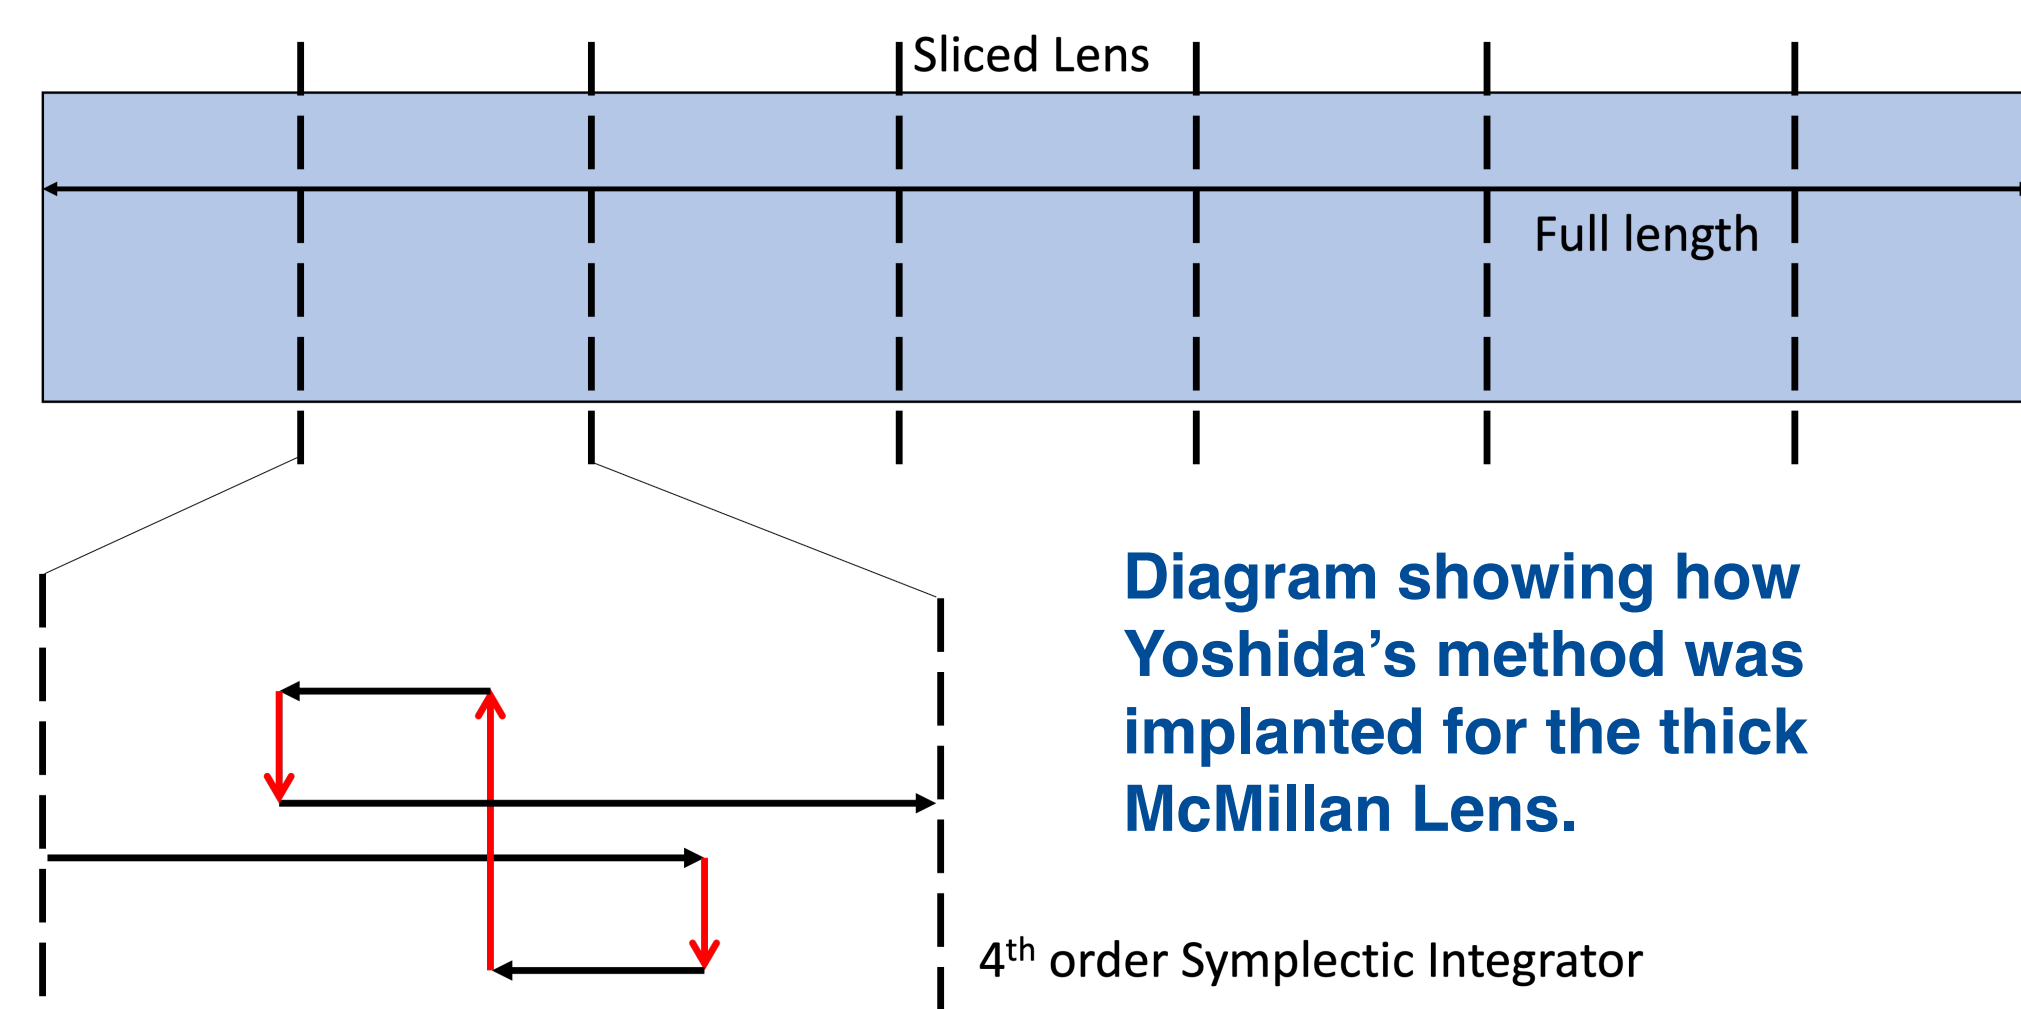 Sliced Lens
Full length
Diagram showing how
Yoshida’s method was
implanted for the thick
McMillan Lens.
4th order Symplectic Integrator